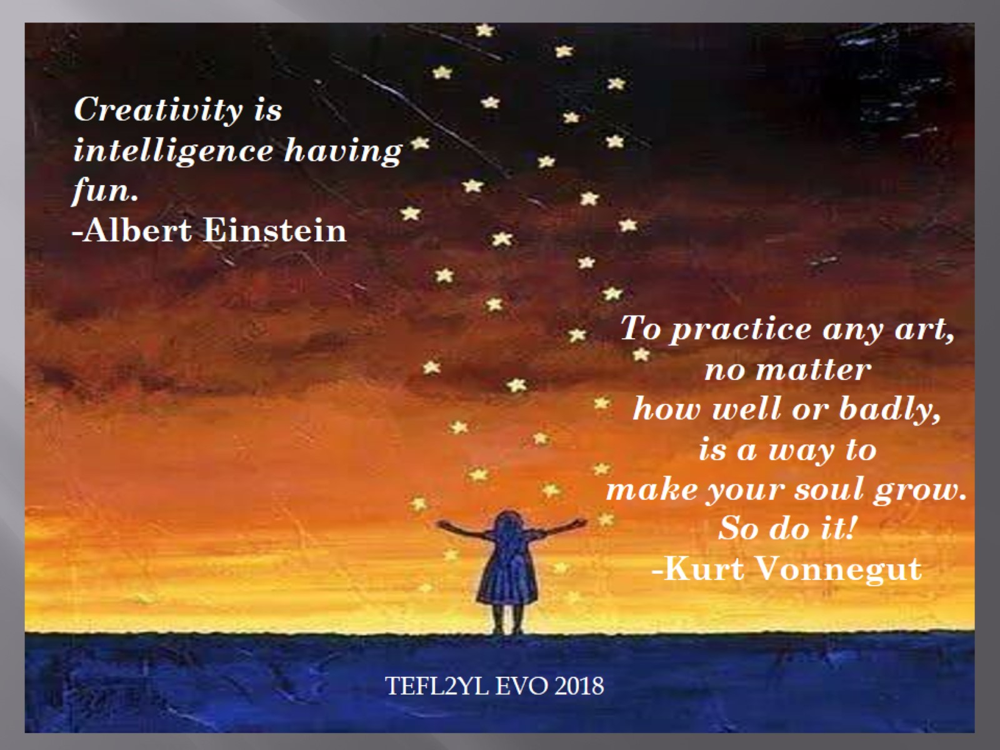 Creativity is
intelligence having
fun.
-Albert Einstein
To practice any art,
no matter
how well or badly,
is a way to
make your soul grow.
So do it!
-Kurt Vonnegut
TEFL2YL EVO 2018